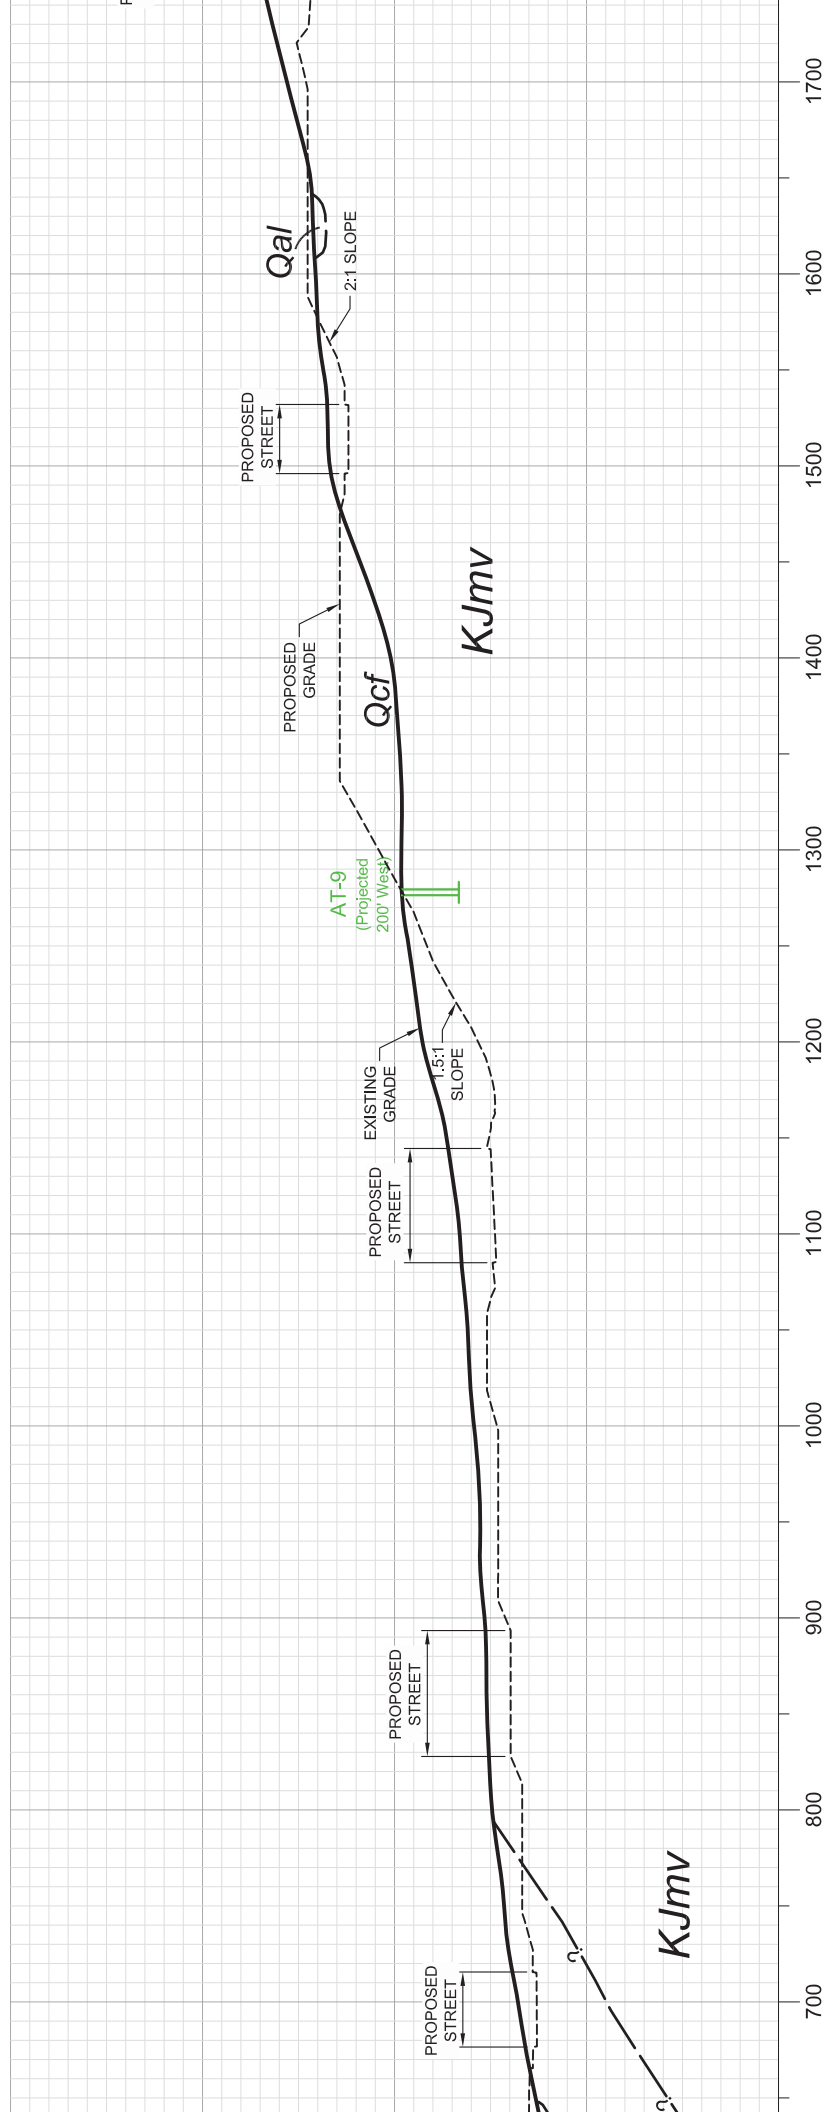 1700
Qal
2:1 SLOPE
1600
PROPOSED
STREET
1500
KJmv
PROPOSED
GRADE
1400
Qcf
1300
AT-9
(Projected
200' West)
EXISTING
GRADE
1.5:1
SLOPE
1200
PROPOSED
STREET
1100
1000
900
PROPOSED
STREET
800
KJmv
?
PROPOSED
STREET
700
?